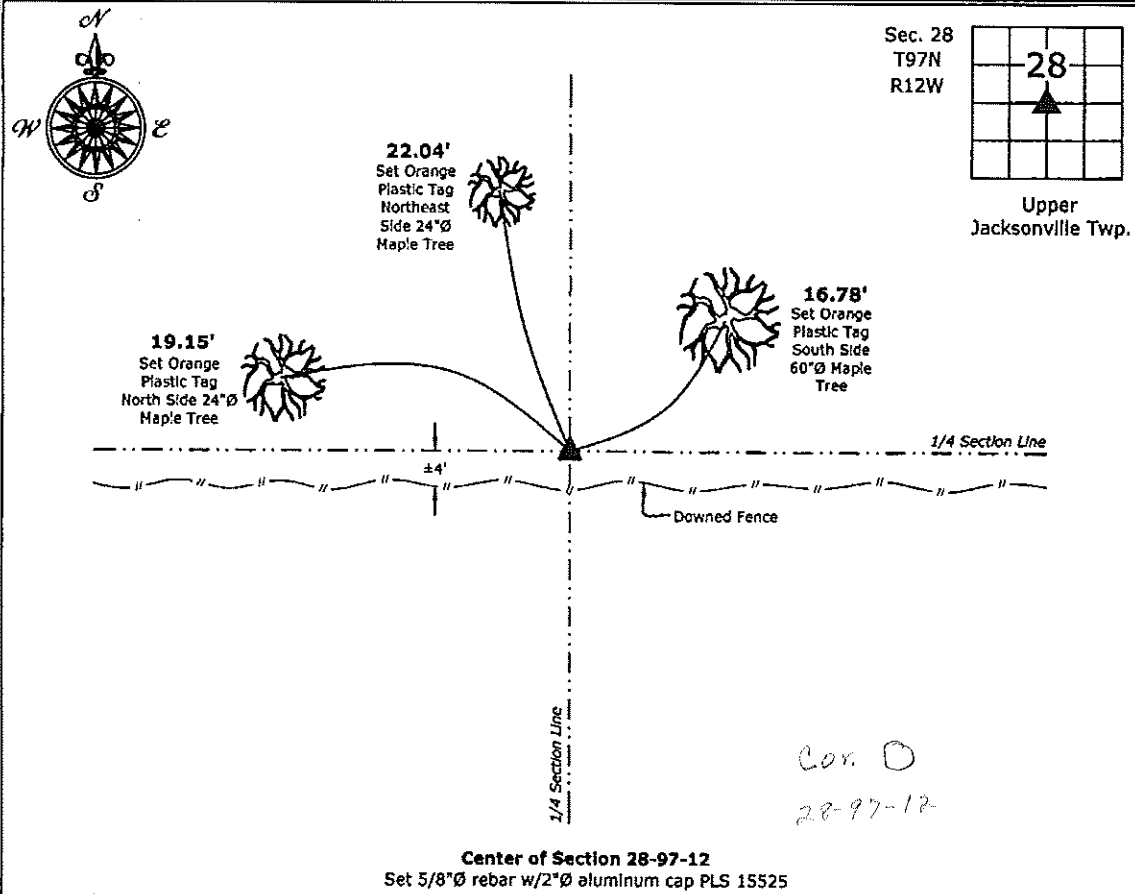 N
W
E
S
Sec. 28
T97N
R12W
28
Upper
Jacksonville Twp.
22.04'
Set Orange
Plastic Tag
Northeast
Side 24"Ø
Maple Tree
16.78'
Set Orange
Plastic Tag
South Side
60"Ø Maple
Tree
19.15'
Set Orange
Plastic Tag
North Side 24"Ø
Maple Tree
1/4 Section Line
±4'
Downed Fence
1/4 Section Line
Cor. D
28-97-12
Center of Section 28-97-12
Set 5/8"Ø rebar w/2"Ø aluminum cap PLS 15525